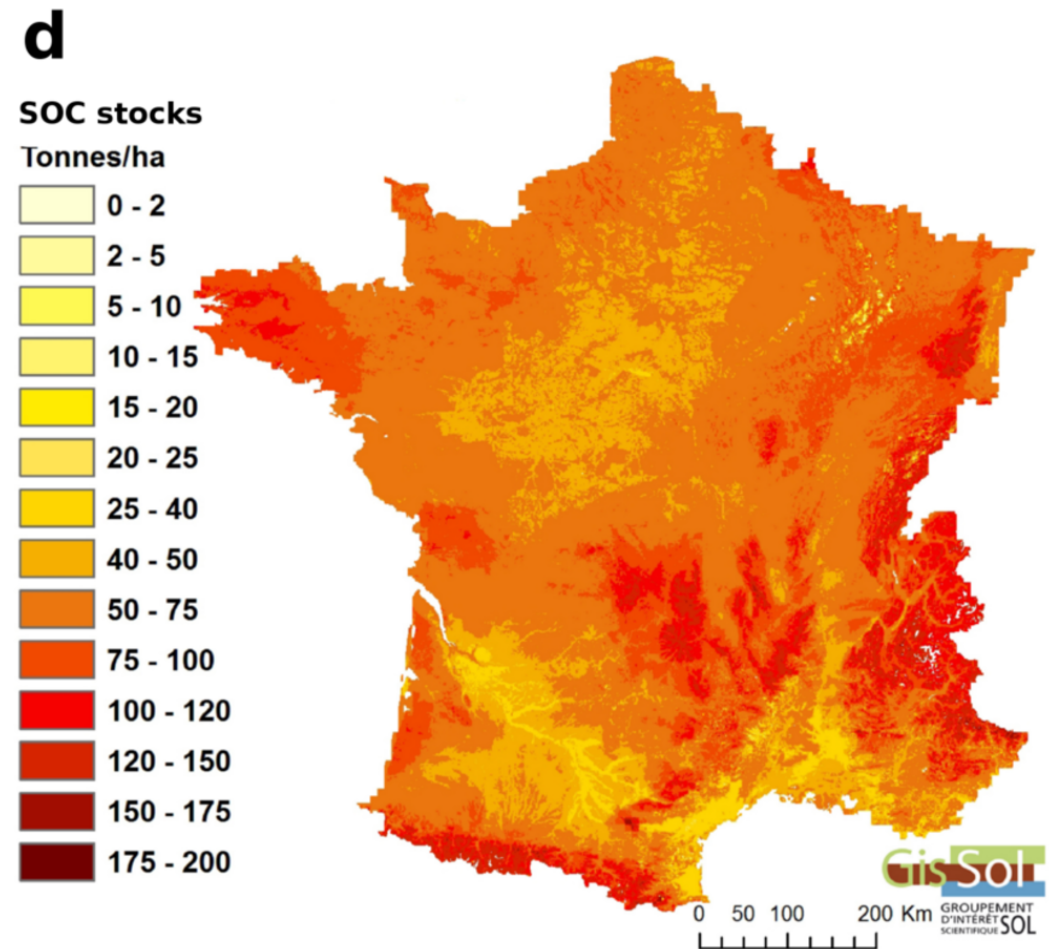 d
SOC stocks
Tonnes/ha
0 - 2
2 - 5
5 - 10
10 - 15
15 - 20
20 - 25
25 - 40
40 - 50
50 - 75
75 - 100
100 - 120
120 - 150
150 - 175
175 - 200
Gis Sol
0 50 100 200 Km
GROUPEMENT
D'INTÉRÊT
SCIENTIFIQUE SOL